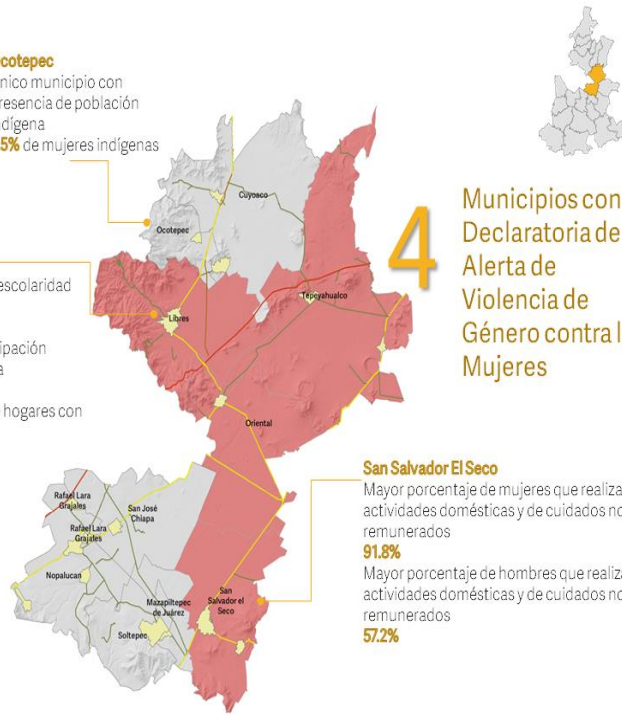 cotepec
nico municipio con
resencia de población
dígena
5% de mujeres indígenas
escolaridad
ipación
a
hogares con
Cuyoaco
Ocotepec
Libres
Tepeyahualco
Oriental
4
Municipios con
Declaratoria de
Alerta de
Violencia de
Género contra l
Mujeres
San Salvador El Seco
Mayor porcentaje de mujeres que realiza
actividades domésticas y de cuidados no
remunerados
91.8%
Mayor porcentaje de hombres que realiza
actividades domésticas y de cuidados no
remunerados
57.2%
Rafael Lara
Grajales
San José
Chiapa
Rafael Lara
Grajales
Nopalucan
Mazapiltepec
de Juárez
San
Salvador el
Seco
Soltepec